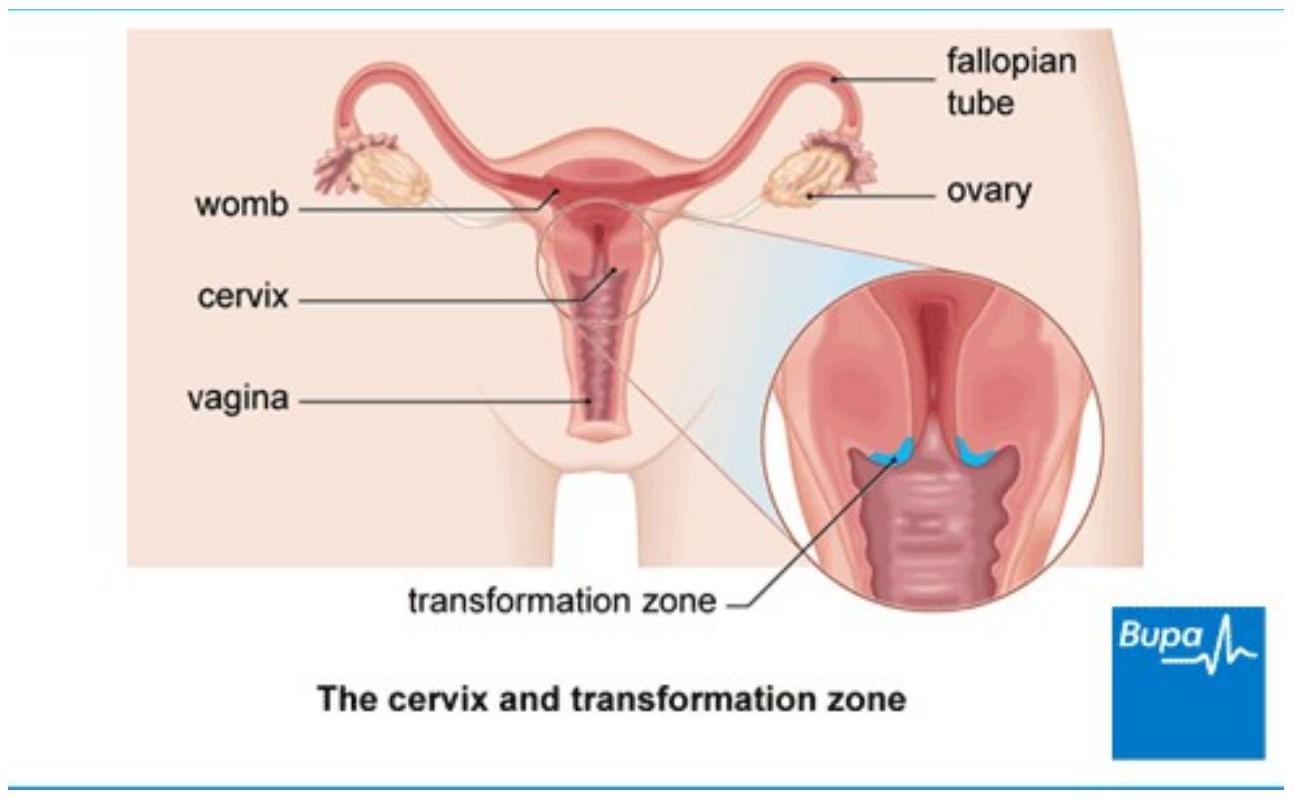 fallopian
tube
womb
ovary
cervix
vagina
transformation zone
Bupa
The cervix and transformation zone